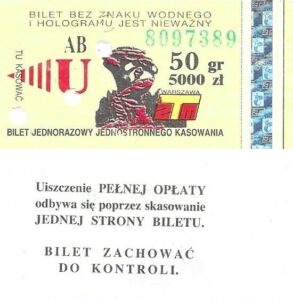 BILET BEZ ZNAKU WODNEGO
I HOLOGRAMU JEST NIEWAŻNY
8097389
TU KASOWAĆ
AB
U
50 gr
5000 zł
WARSZAWA
ZTM
BILET JEDNORAZOWY JEDNOSTRONNEGO KASOWANIA
Uiszczenie PEŁNEJ OPŁATY
odbywa się poprzez skasowanie
JEDNEJ STRONY BILETU.
BILET ZACHOWAĆ
DO KONTROLI.